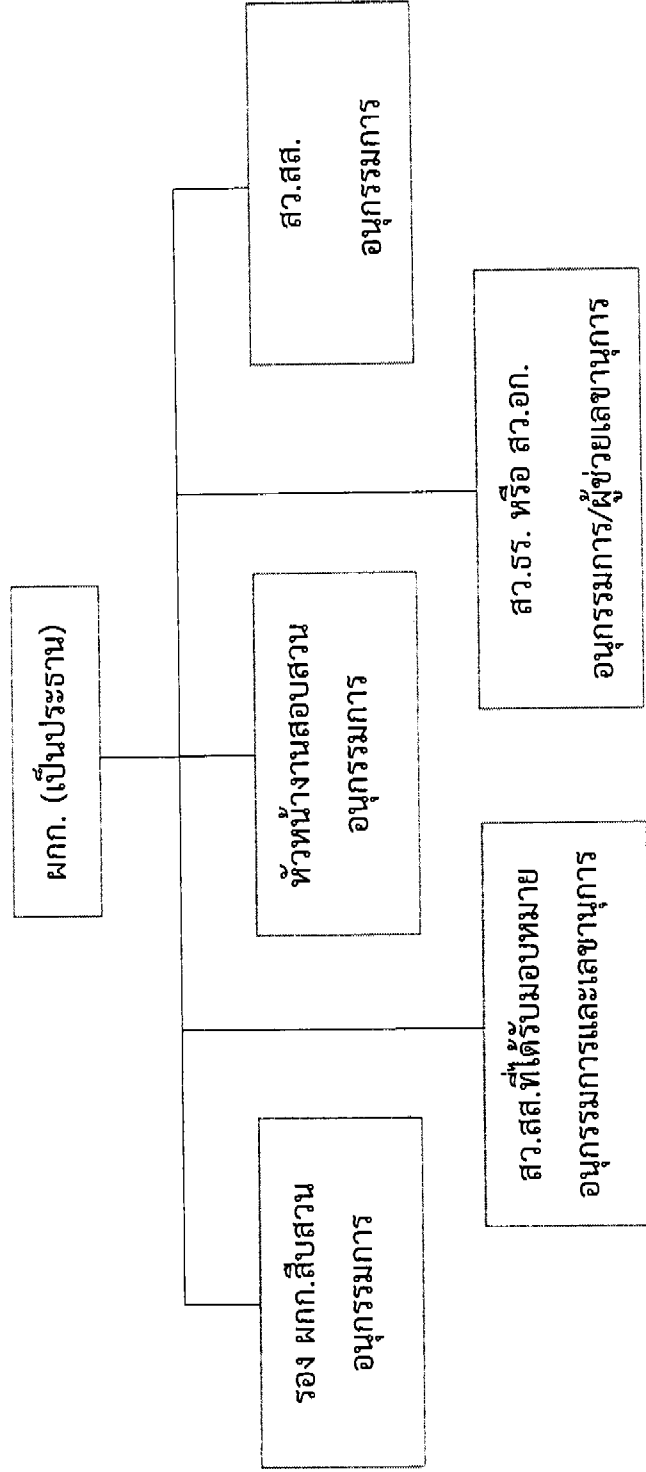 ผกก. (เป็นประธาน)
รอง ผกก.สืบสวน
อนุกรรมการ
หัวหน้างานสอบสวน
อนุกรรมการ
สว.สส.
อนุกรรมการ
สว.สส.ที่ได้รับมอบหมาย
อนุกรรมการและเลขานุการ
สว.ธร. หรือ สว.อก.
อนุกรรมการ/ผู้ช่วยเลขานุการ